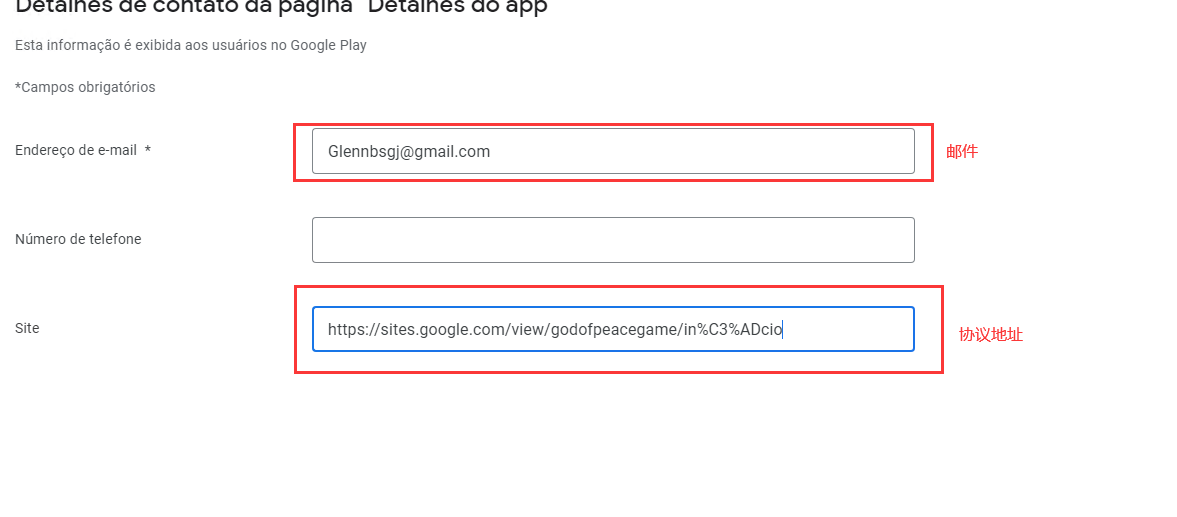 Detalhes de contato da página "Detalhes do app"
Esta informação é exibida aos usuários no Google Play
*Campos obrigatórios
Endereço de e-mail *
Glennbsgj@gmail.com
邮件
Número de telefone
Site
https://sites.google.com/view/godofpeacegame/in%C3%ADcio
协议地址